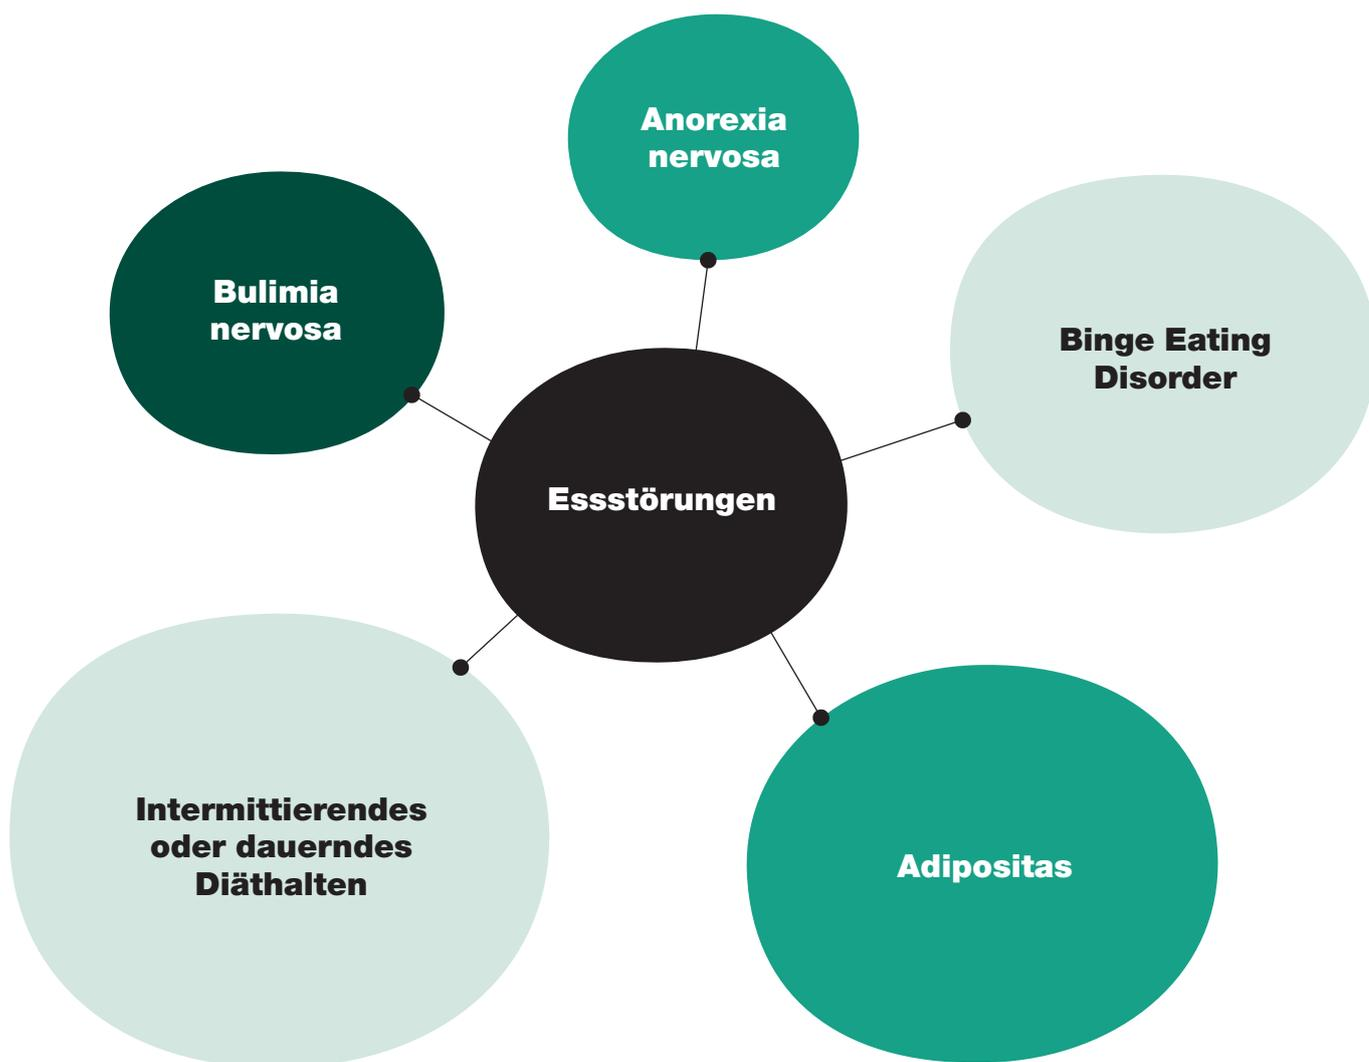 Anorexia
nervosa
Bulimia
nervosa
Binge Eating
Disorder
Essstörungen
Intermittierendes
oder dauerndes
Diäthalten
Adipositas